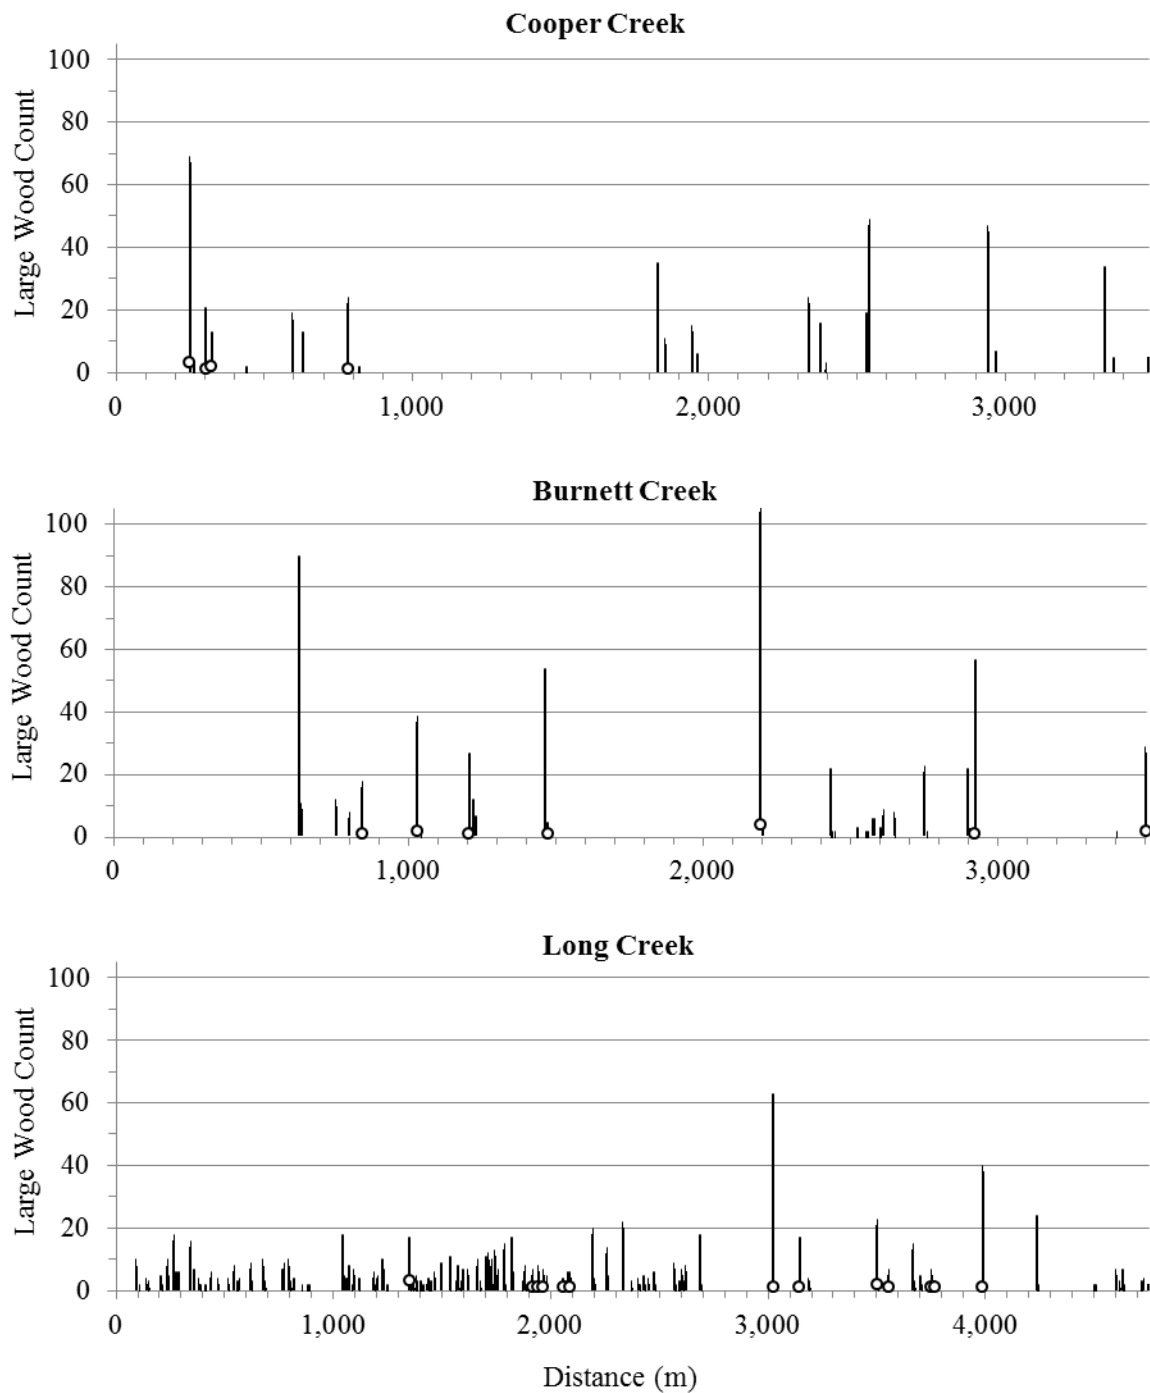 Cooper Creek
Large Wood Count
100
80
60
40
20
0
0 1,000 2,000 3,000
Burnett Creek
Large Wood Count
100
80
60
40
20
0
0 1,000 2,000 3,000
Long Creek
Large Wood Count
100
80
60
40
20
0
0 1,000 2,000 3,000 4,000
Distance (m)